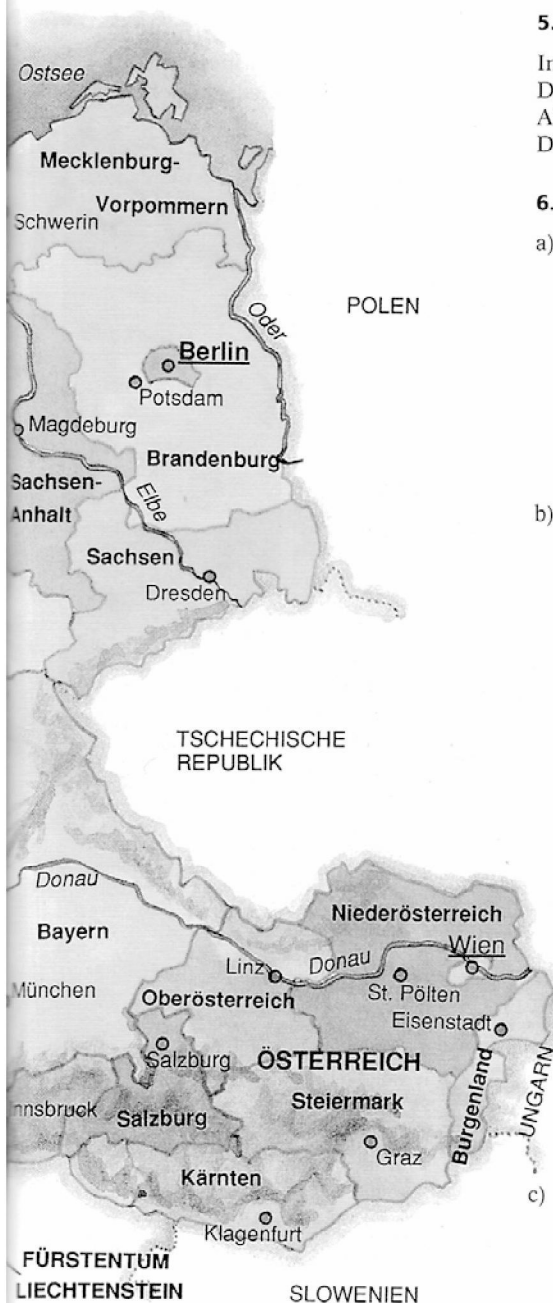 5.
Ostsee
In
D
A
D
Mecklenburg-
Vorpommern
Schwerin
6.
a)
POLEN
Oder
Berlin
Potsdam
Magdeburg
Brandenburg
Sachsen-
Anhalt
Elbe
b)
Sachsen
Dresden
TSCHECHISCHE
REPUBLIK
Donau
Bayern
Niederösterreich
Wien
Linz
Donau
St. Pölten
München
Oberösterreich
Eisenstadt
Salzburg
ÖSTERREICH
UNGARN
Burgenland
nnsbruck
Salzburg
Steiermark
Graz
Kärnten
c)
Klagenfurt
FÜRSTENTUM
LIECHTENSTEIN
SLOWENIEN